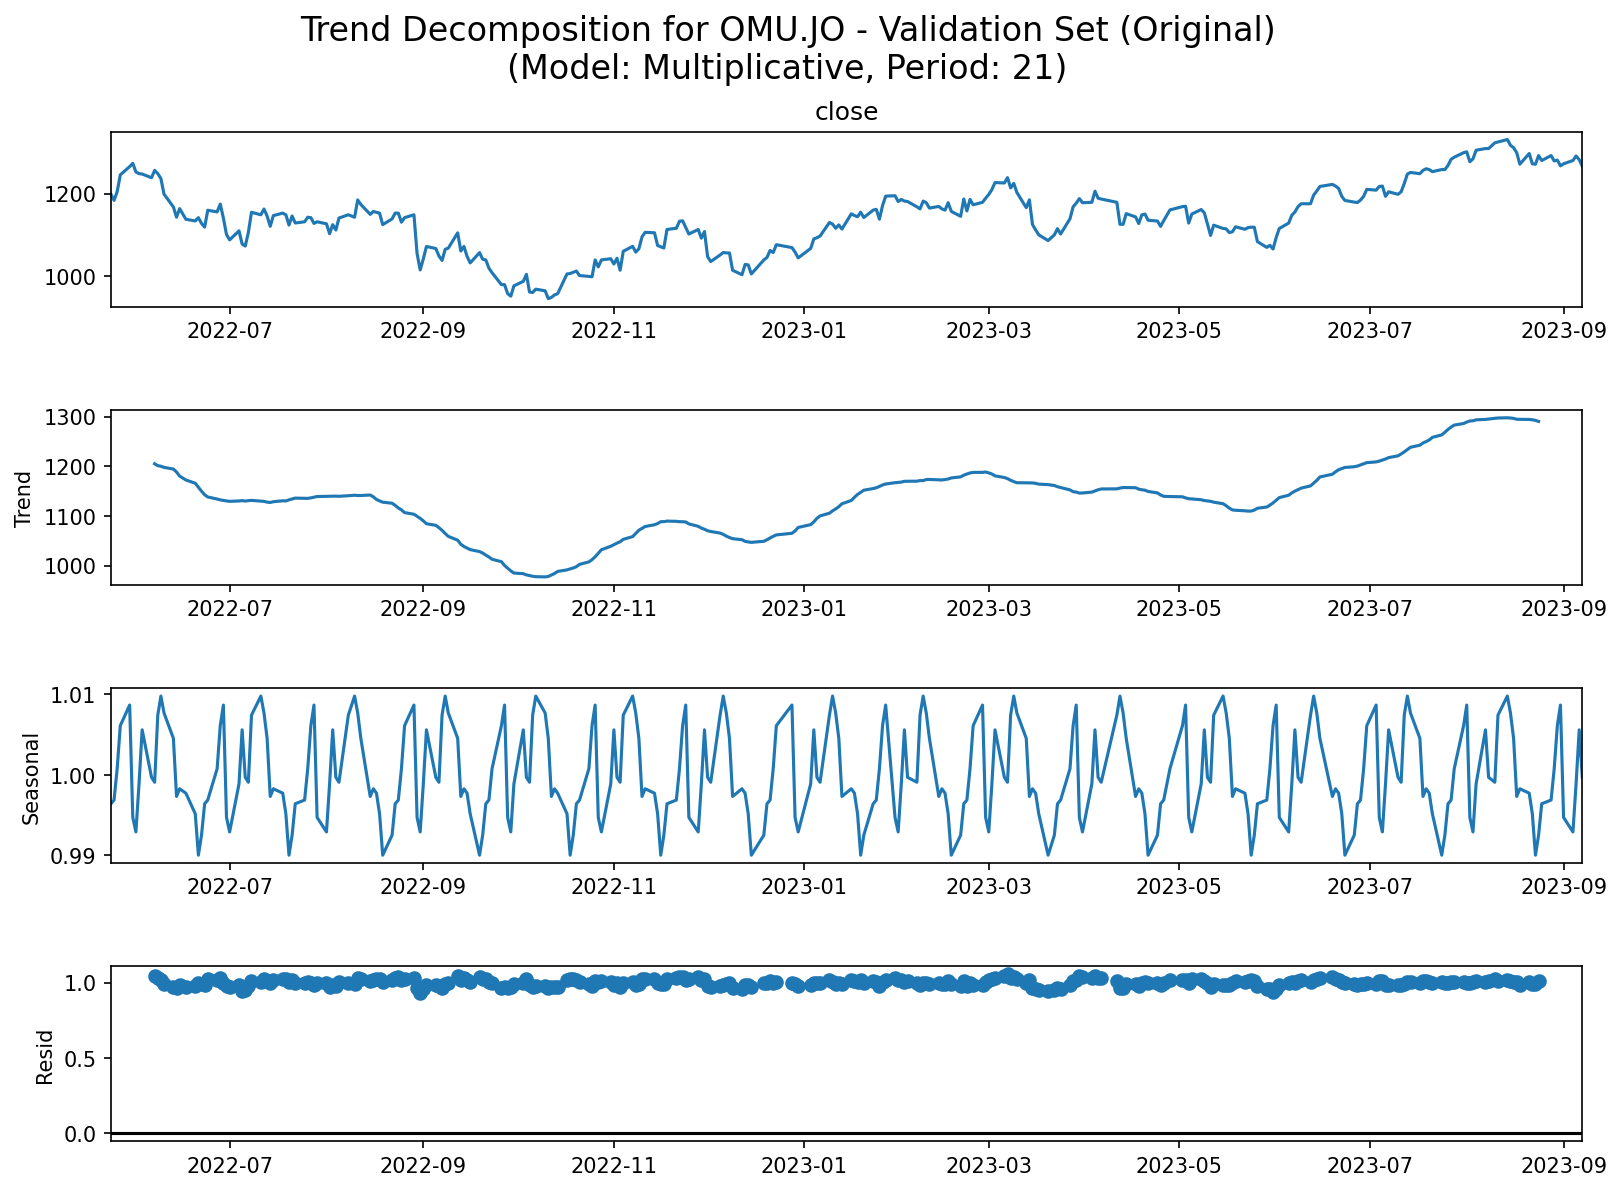 Trend Decomposition for OMU.JO - Validation Set (Original)
(Model: Multiplicative, Period: 21)
close
1200
1000
2022-07 2022-09 2022-11 2023-01 2023-03 2023-05 2023-07 2023-09
Trend
1300
1200
1100
1000
2022-07 2022-09 2022-11 2023-01 2023-03 2023-05 2023-07 2023-09
Seasonal
1.01
1.00
0.99
2022-07 2022-09 2022-11 2023-01 2023-03 2023-05 2023-07 2023-09
Resid
1.0
0.5
0.0
2022-07 2022-09 2022-11 2023-01 2023-03 2023-05 2023-07 2023-09